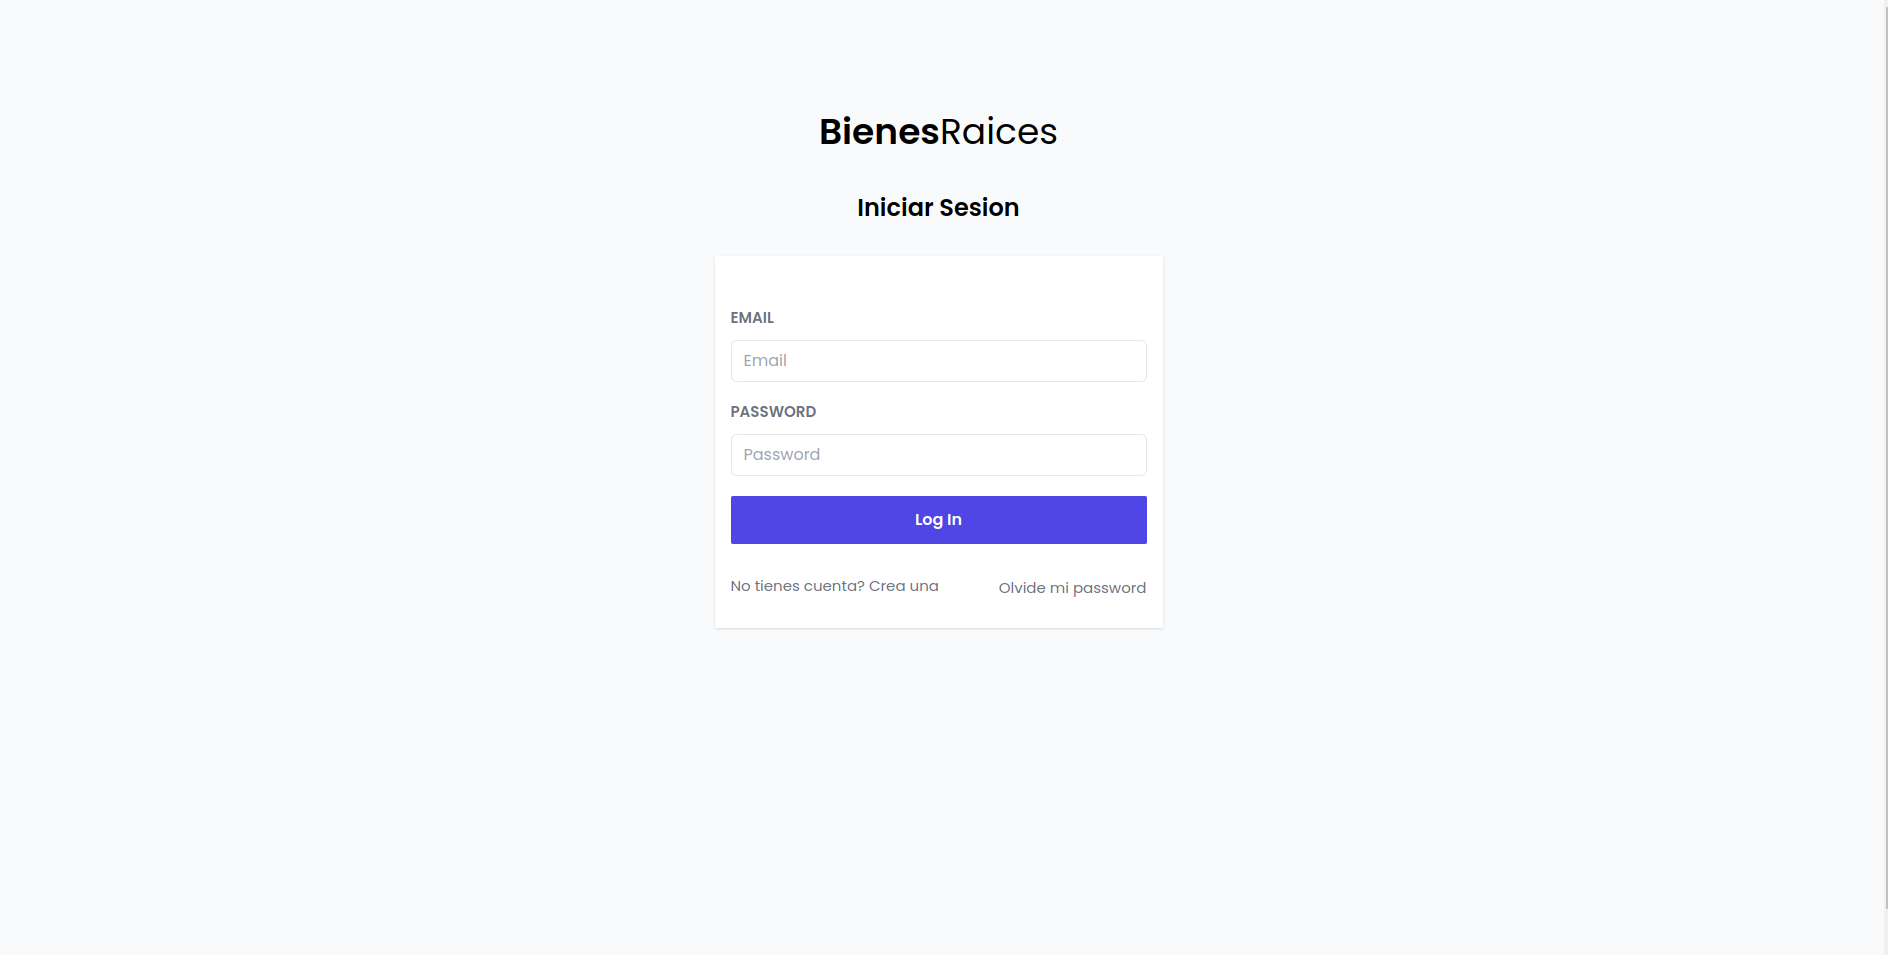 BienesRaices
Iniciar Sesion
EMAIL
Email
PASSWORD
Password
Log In
No tienes cuenta? Crea una
Olvide mi password